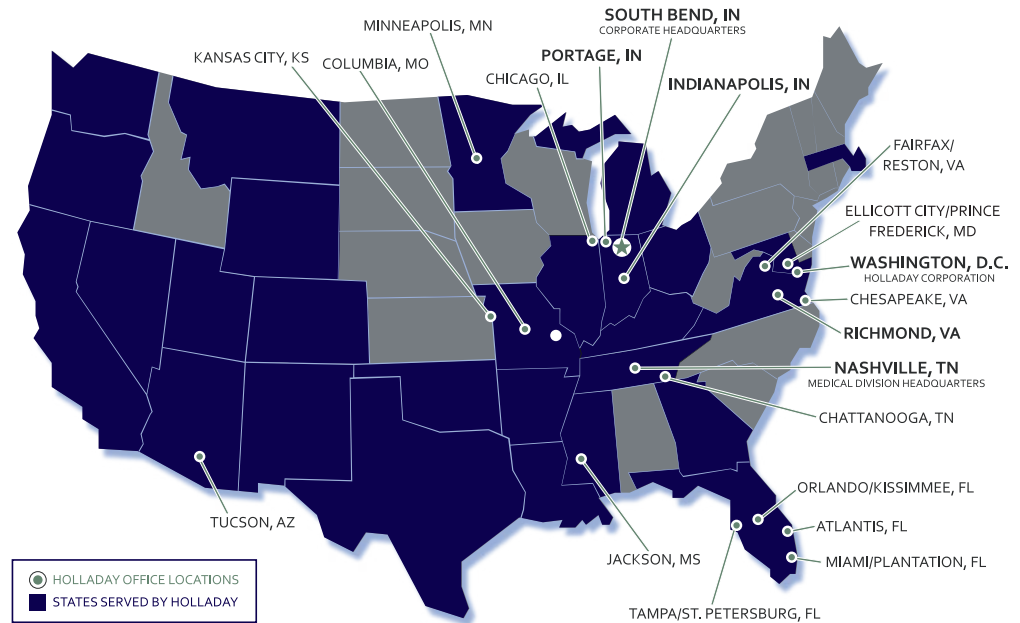 SOUTH BEND, IN
CORPORATE HEADQUARTERS
MINNEAPOLIS, MN
PORTAGE, IN
KANSAS CITY, KS
COLUMBIA, MO
CHICAGO, IL
INDIANAPOLIS, IN
FAIRFAX/
RESTON, VA
ELLICOTT CITY/PRINCE
FREDERICK, MD
WASHINGTON, D.C.
HOLLADAY CORPORATION
CHESAPEAKE, VA
RICHMOND, VA
NASHVILLE, TN
MEDICAL DIVISION HEADQUARTERS
CHATTANOOGA, TN
ORLANDO/KISSIMMEE, FL
TUCSON, AZ
ATLANTIS, FL
JACKSON, MS
MIAMI/PLANTATION, FL
HOLLADAY OFFICE LOCATIONS
STATES SERVED BY HOLLADAY
TAMPA/ST. PETERSBURG, FL